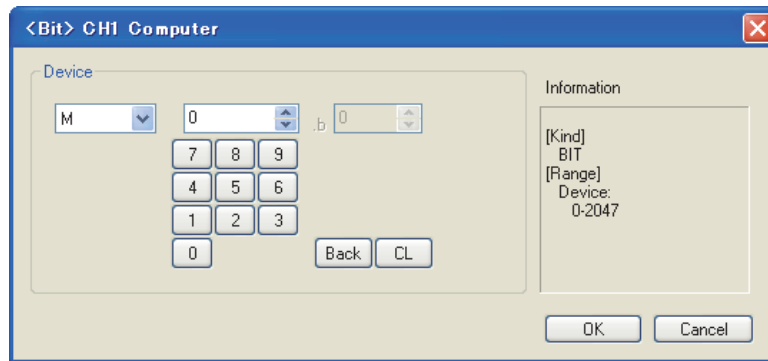 <Bit> CH1 Computer
Device
M 0 .b 0
7 8 9
4 5 6
1 2 3
0 Back CL
Information
[Kind]
BIT
[Range]
Device:
0-2047
OK Cancel